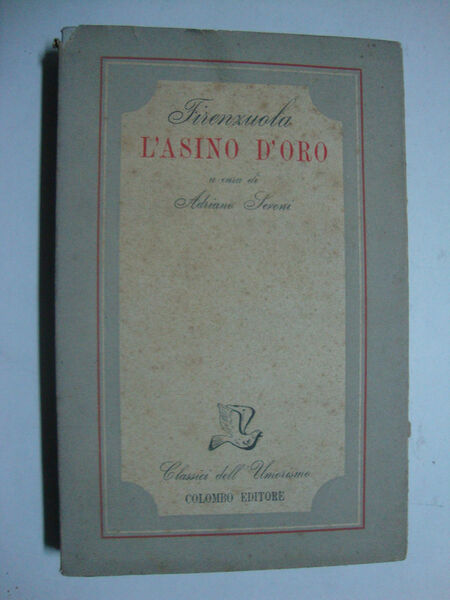 Firenzuola
L'ASINO D'ORO
a cura di
Adriano Seroni
Classici dell'Umorismo
COLOMBO EDITORE